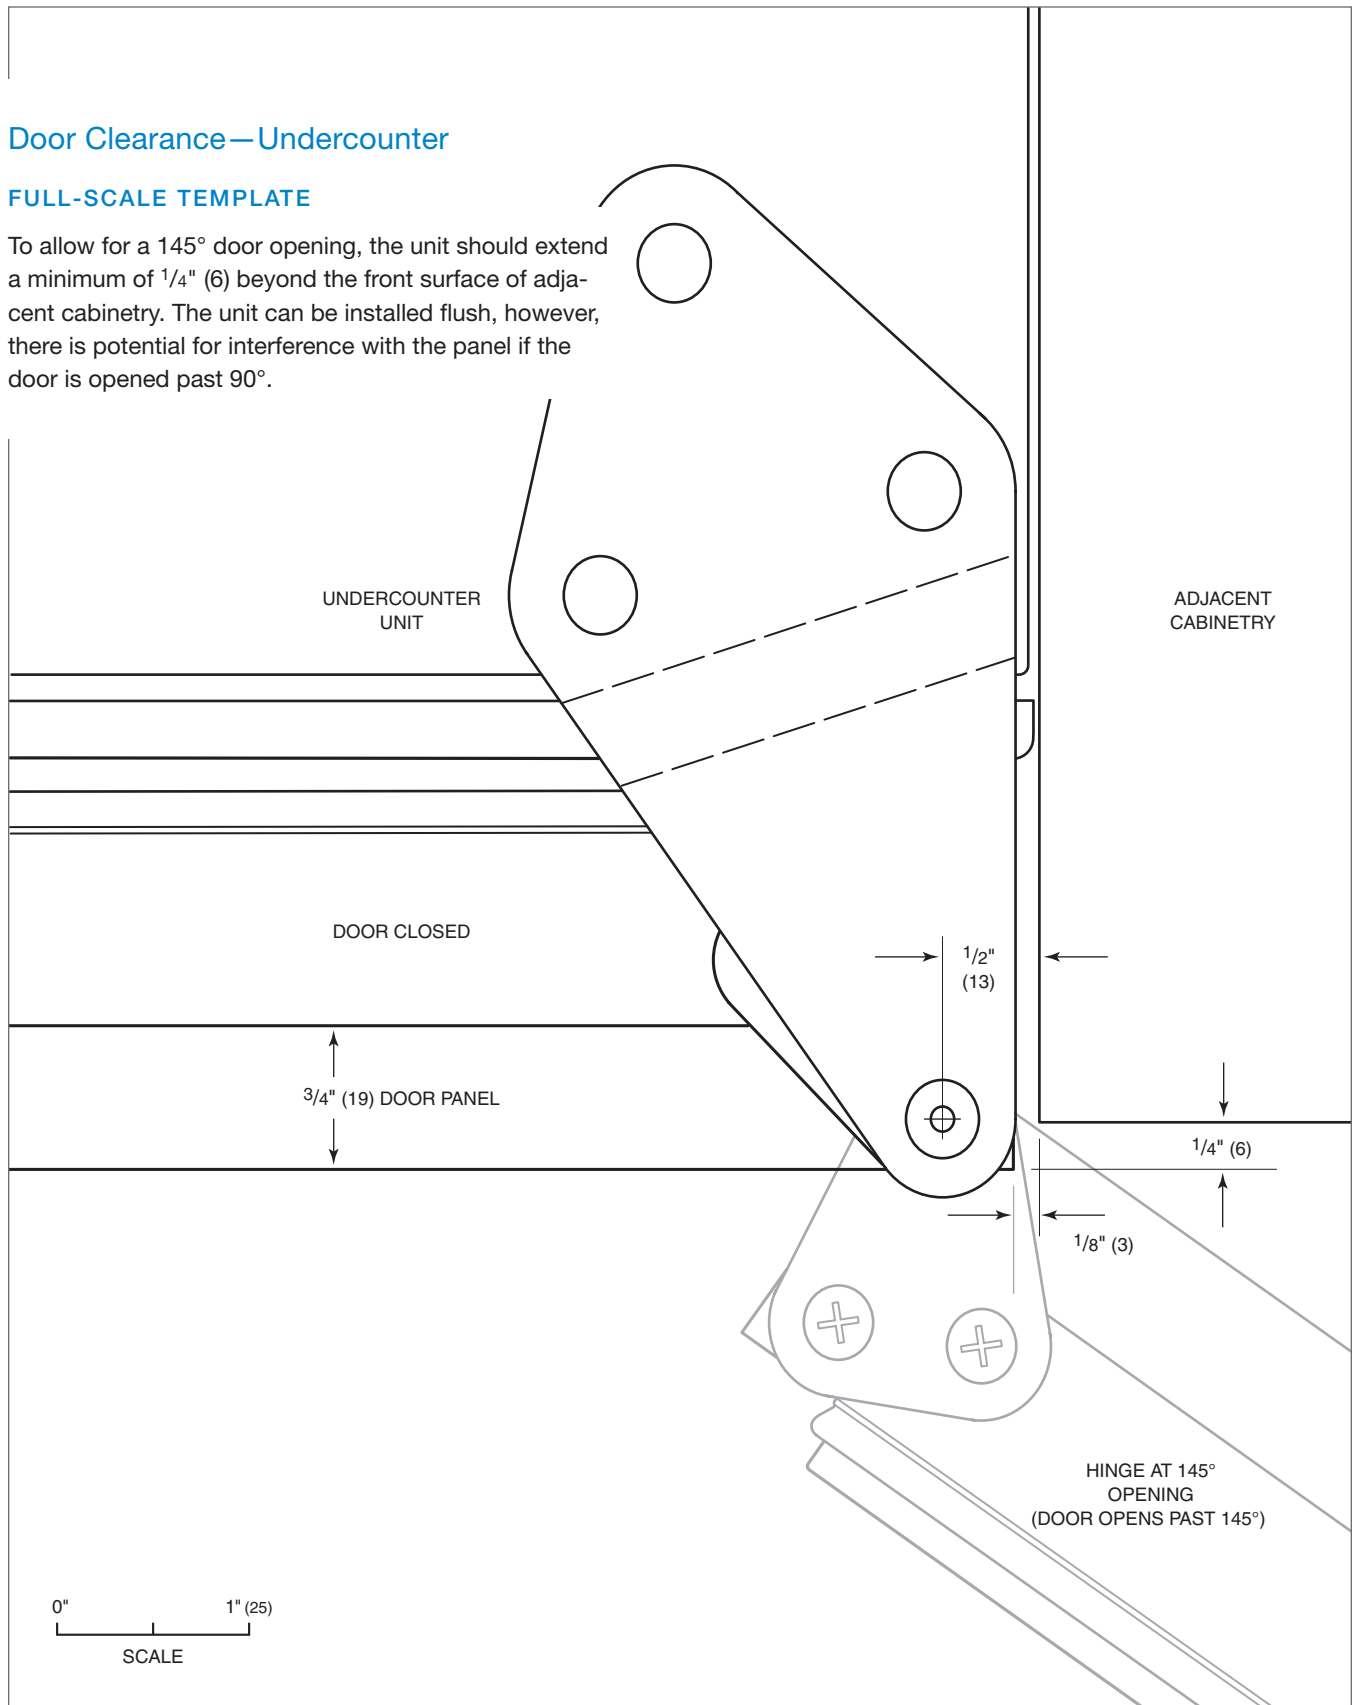 Door Clearance—Undercounter
FULL-SCALE TEMPLATE
To allow for a 145° door opening, the unit should extend
a minimum of 1/4" (6) beyond the front surface of adja-
cent cabinetry. The unit can be installed flush, however,
there is potential for interference with the panel if the
door is opened past 90°.
UNDERCOUNTER
UNIT
ADJACENT
CABINETRY
DOOR CLOSED
1/2"
(13)
3/4" (19) DOOR PANEL
1/4" (6)
1/8" (3)
HINGE AT 145°
OPENING
(DOOR OPENS PAST 145°)
0" 1" (25)
SCALE